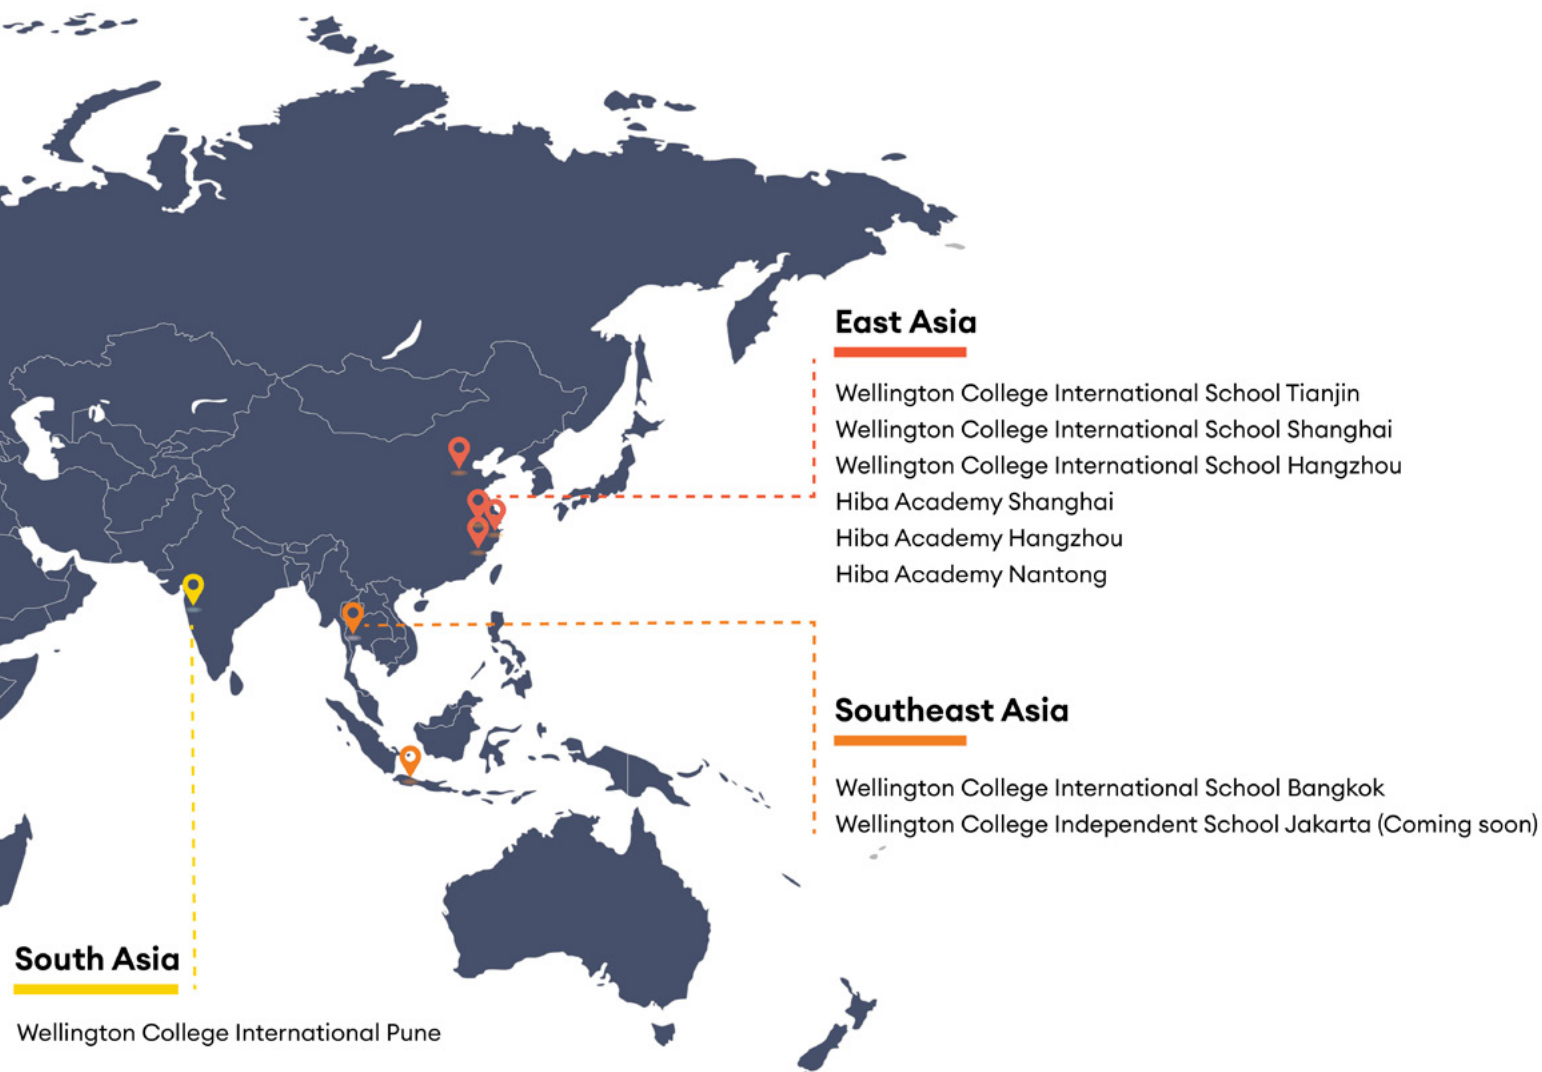 East Asia
Wellington College International School Tianjin
Wellington College International School Shanghai
Wellington College International School Hangzhou
Hiba Academy Shanghai
Hiba Academy Hangzhou
Hiba Academy Nantong
Southeast Asia
Wellington College International School Bangkok
Wellington College Independent School Jakarta (Coming soon)
South Asia
Wellington College International Pune